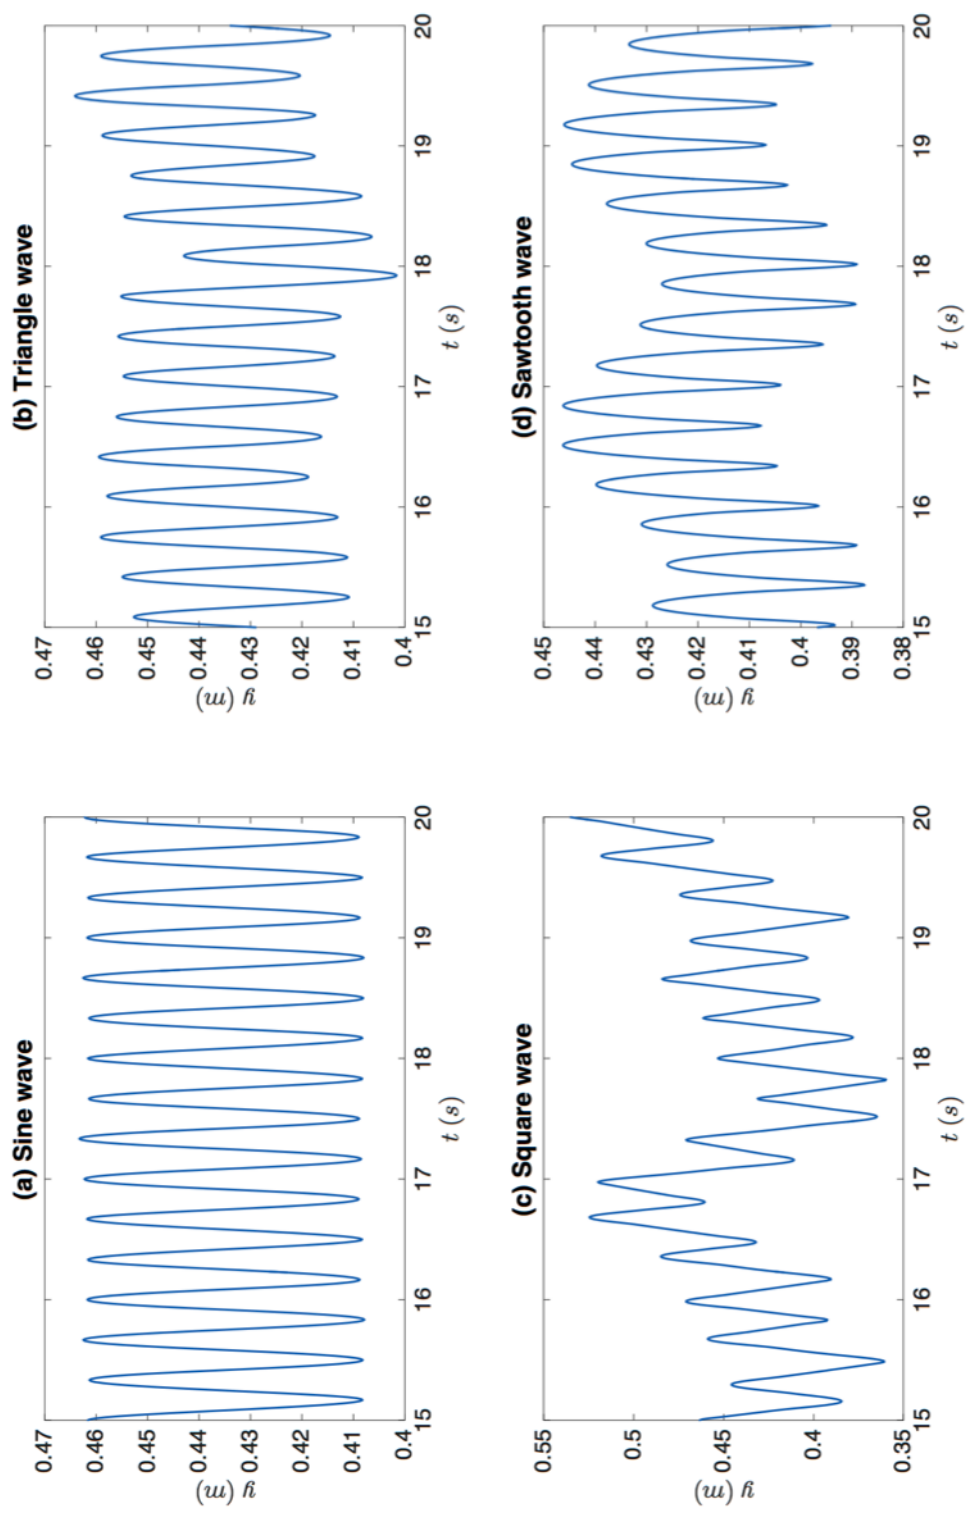 (a) Sine wave
0.47
0.46
0.45
0.44
0.43
0.42
0.41
0.4
y (m)
15 16 17 18 19 20
t (s)
(b) Triangle wave
0.47
0.46
0.45
0.44
0.43
0.42
0.41
0.4
y (m)
15 16 17 18 19 20
t (s)
(c) Square wave
0.55
0.5
0.45
0.4
0.35
y (m)
15 16 17 18 19 20
t (s)
(d) Sawtooth wave
0.45
0.44
0.43
0.42
0.41
0.4
0.39
0.38
y (m)
15 16 17 18 19 20
t (s)